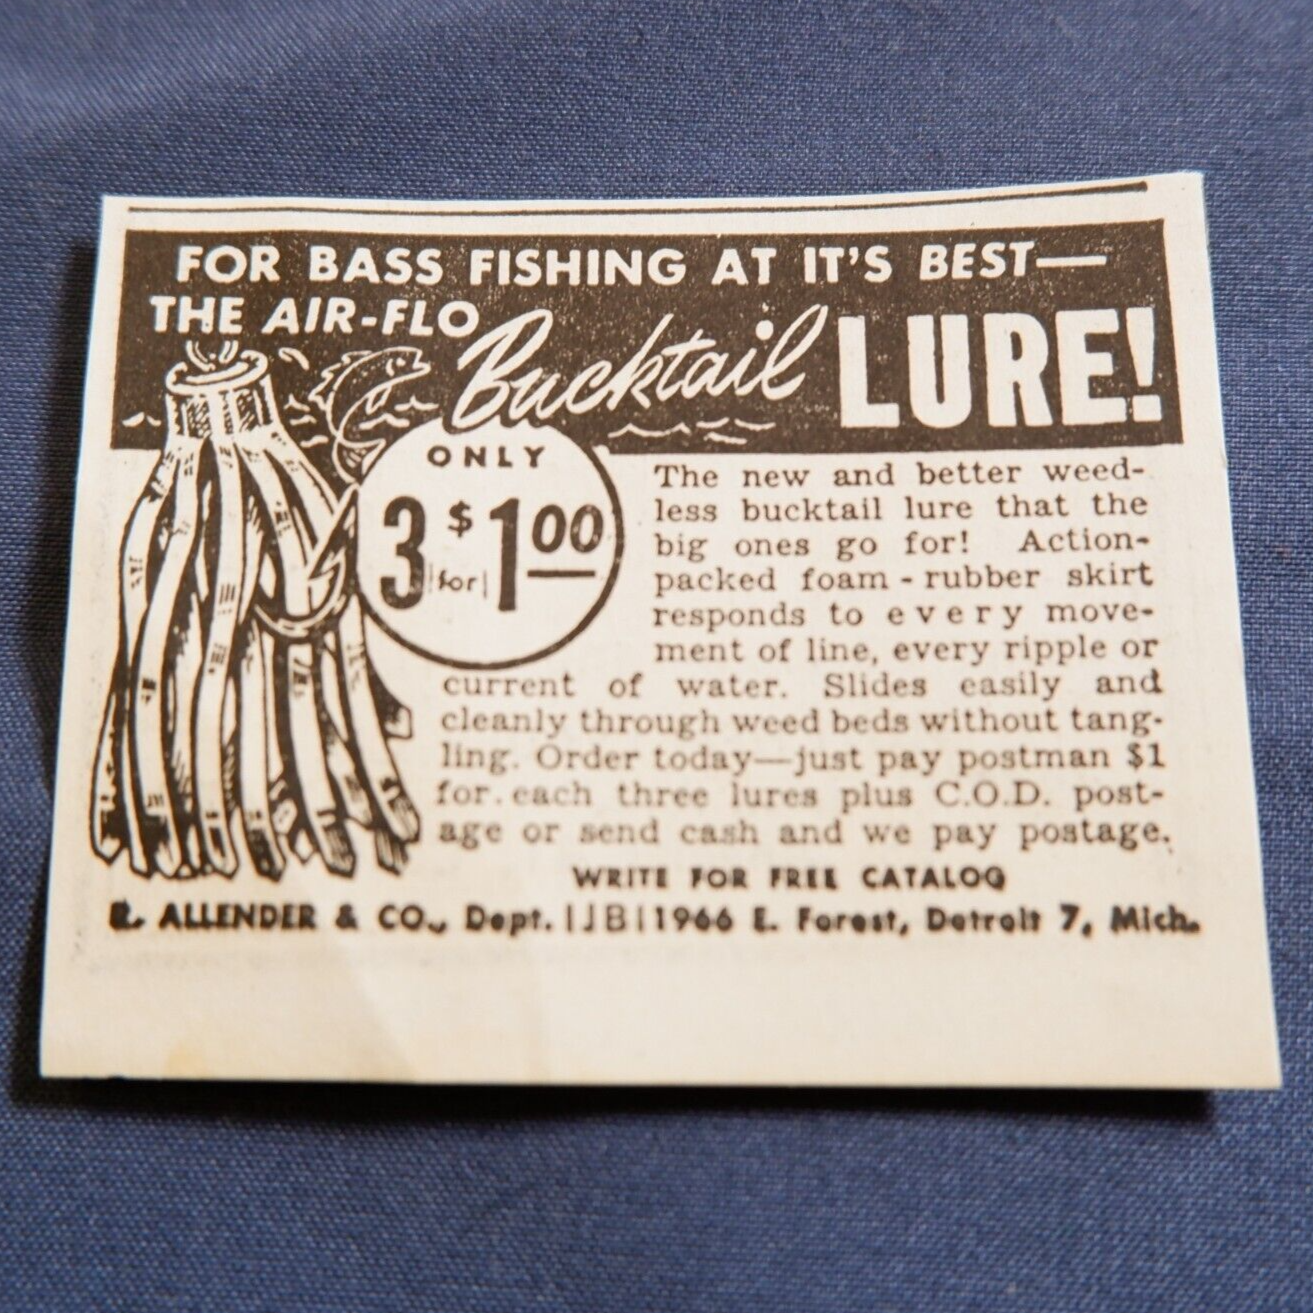 FOR BASS FISHING AT IT'S BEST—
THE AIR-FLO
Bucktail LURE!
ONLY
3 for $1.00
The new and better weed-
less bucktail lure that the
big ones go for! Action-
packed foam-rubber skirt
responds to every move-
ment of line, every ripple or
current of water. Slides easily and
cleanly through weed beds without tang-
ling. Order today—just pay postman $1
for each three lures plus C.O.D. post-
age or send cash and we pay postage.
WRITE FOR FREE CATALOG
ALLENDER & CO., Dept. |JB| 1966 E. Forest, Detroit 7, Mich.